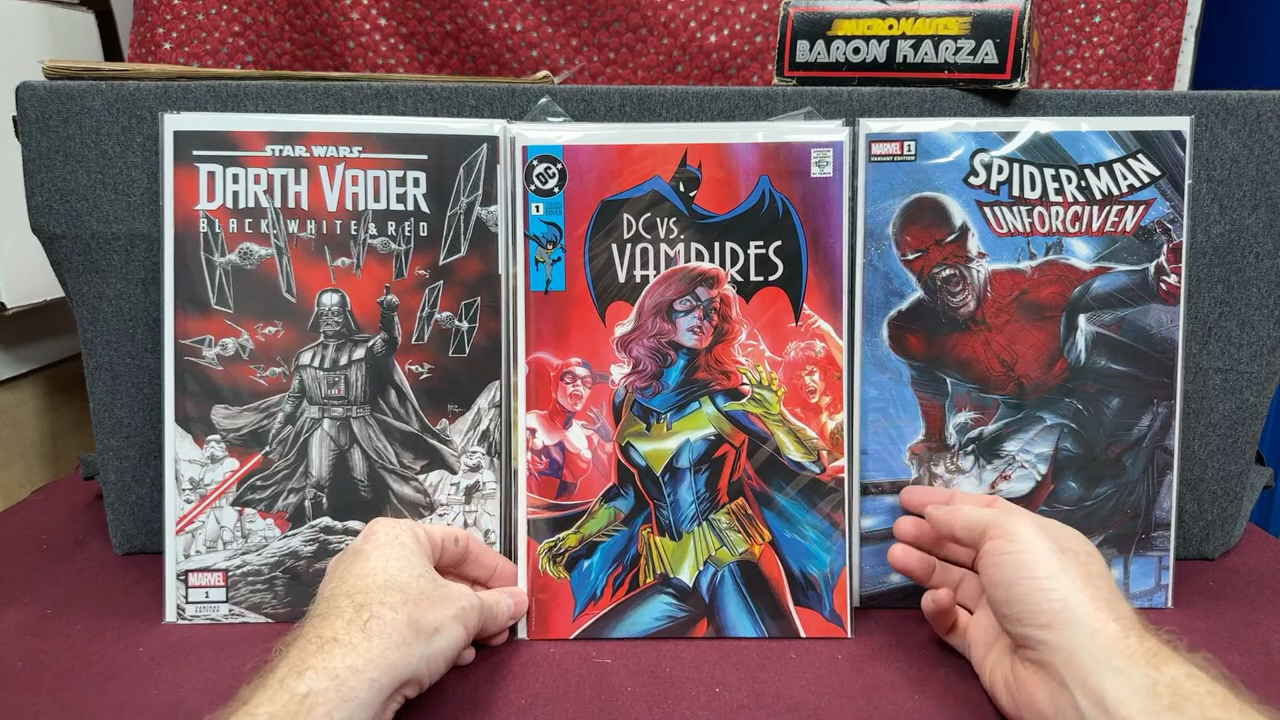 MICRONAUTS
BARON KARZA
STAR WARS
DARTH VADER
BLACK, WHITE & RED
MARVEL
1
VARIANT
EDITION
DC
1
DC VS.
VAMPIRES
MARVEL 1
VARIANT EDITION
SPIDER-MAN
UNFORGIVEN